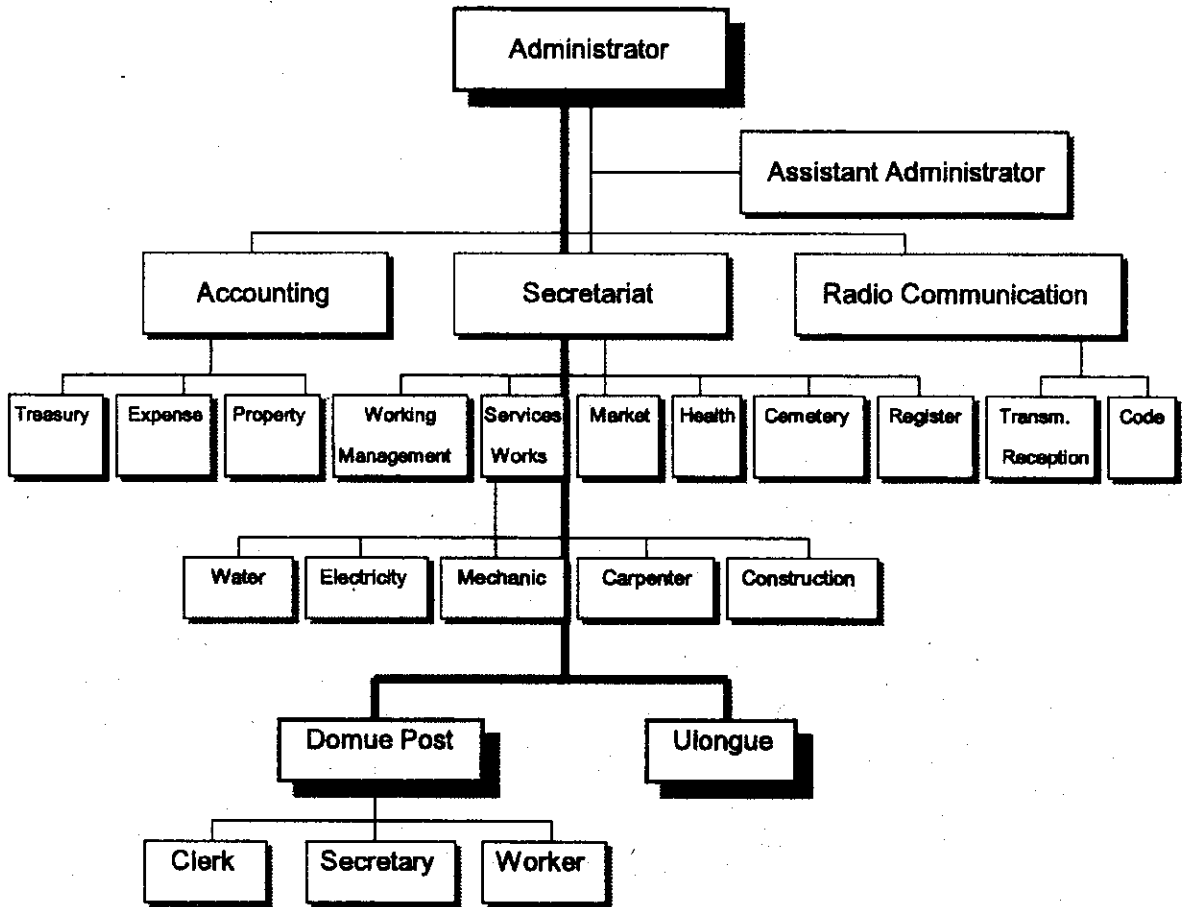 Administrator
Assistant Administrator
Accounting
Secretariat
Radio Communication
Treasury
Expense
Property
Working
Management
Services
Works
Market
Health
Cemetery
Register
Transm.
Reception
Code
Water
Electricity
Mechanic
Carpenter
Construction
Domue Post
Ulongue
Clerk
Secretary
Worker